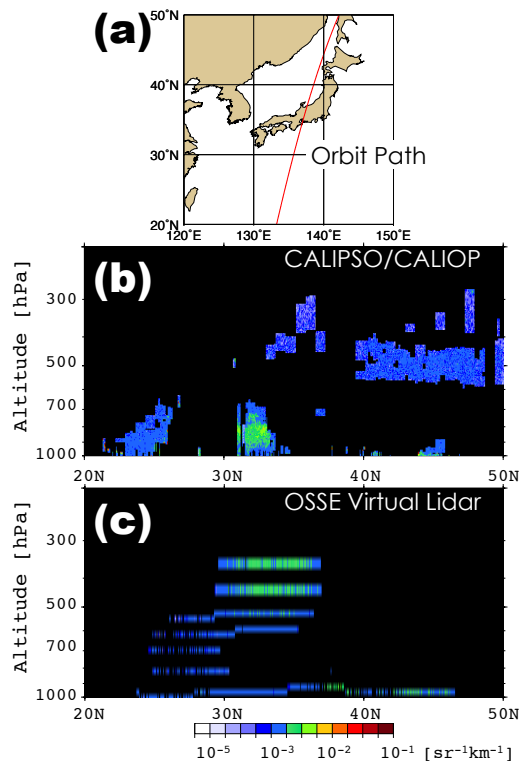 (a)
50°N
40°N
30°N
20°N
Orbit Path
120°E 130°E 140°E 150°E
(b)
CALIPSO/CALIOP
Altitude [hPa]
300
500
700
1000
20N 30N 40N 50N
(c)
OSSE Virtual Lidar
Altitude [hPa]
300
500
700
1000
20N 30N 40N 50N
10⁻⁵ 10⁻³ 10⁻² 10⁻¹ [sr⁻¹km⁻¹]